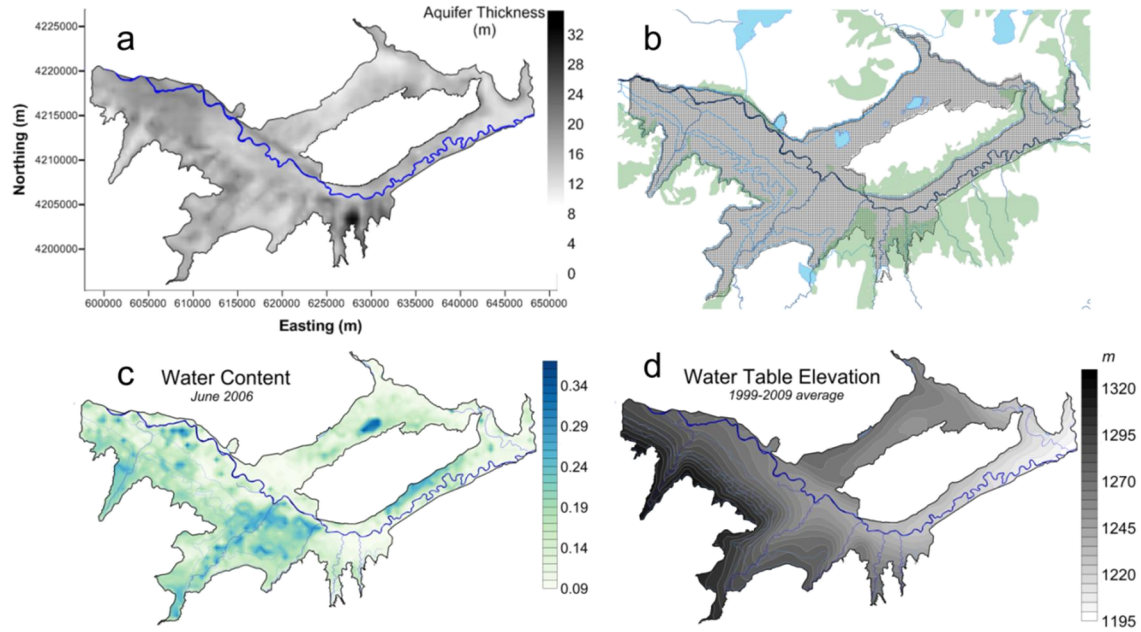 a
Aquifer Thickness
(m)
32
28
24
20
16
12
8
4
0
Northing (m)
4225000
4220000
4215000
4210000
4205000
4200000
600000 605000 610000 615000 620000 625000 630000 635000 640000 645000 650000
Easting (m)
b
c
Water Content
June 2006
0.34
0.29
0.24
0.19
0.14
0.09
d
Water Table Elevation
1999-2009 average
m
1320
1295
1270
1245
1220
1195